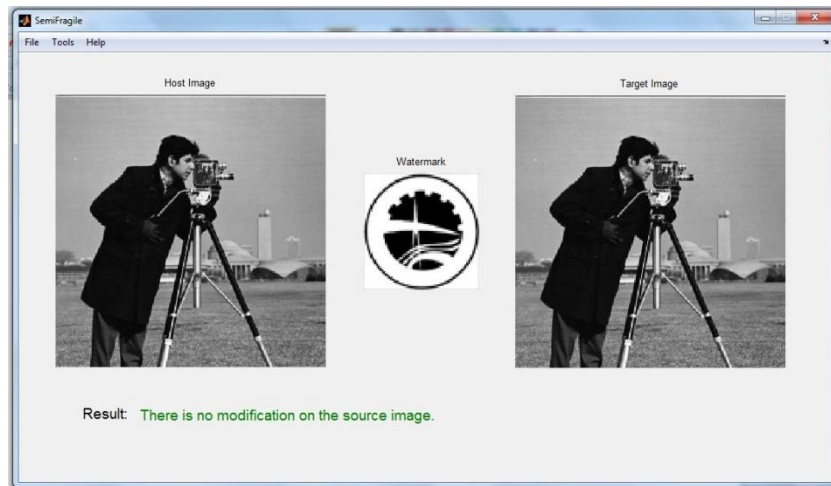 SemiFragile
File Tools Help
Host Image
Target Image
Watermark
Result: There is no modification on the source image.